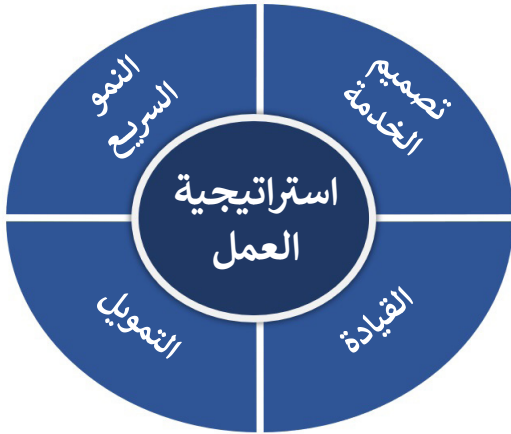 تصميم
الخدمة
النمو
السريع
استراتيجية
العمل
القيادة
التمويل